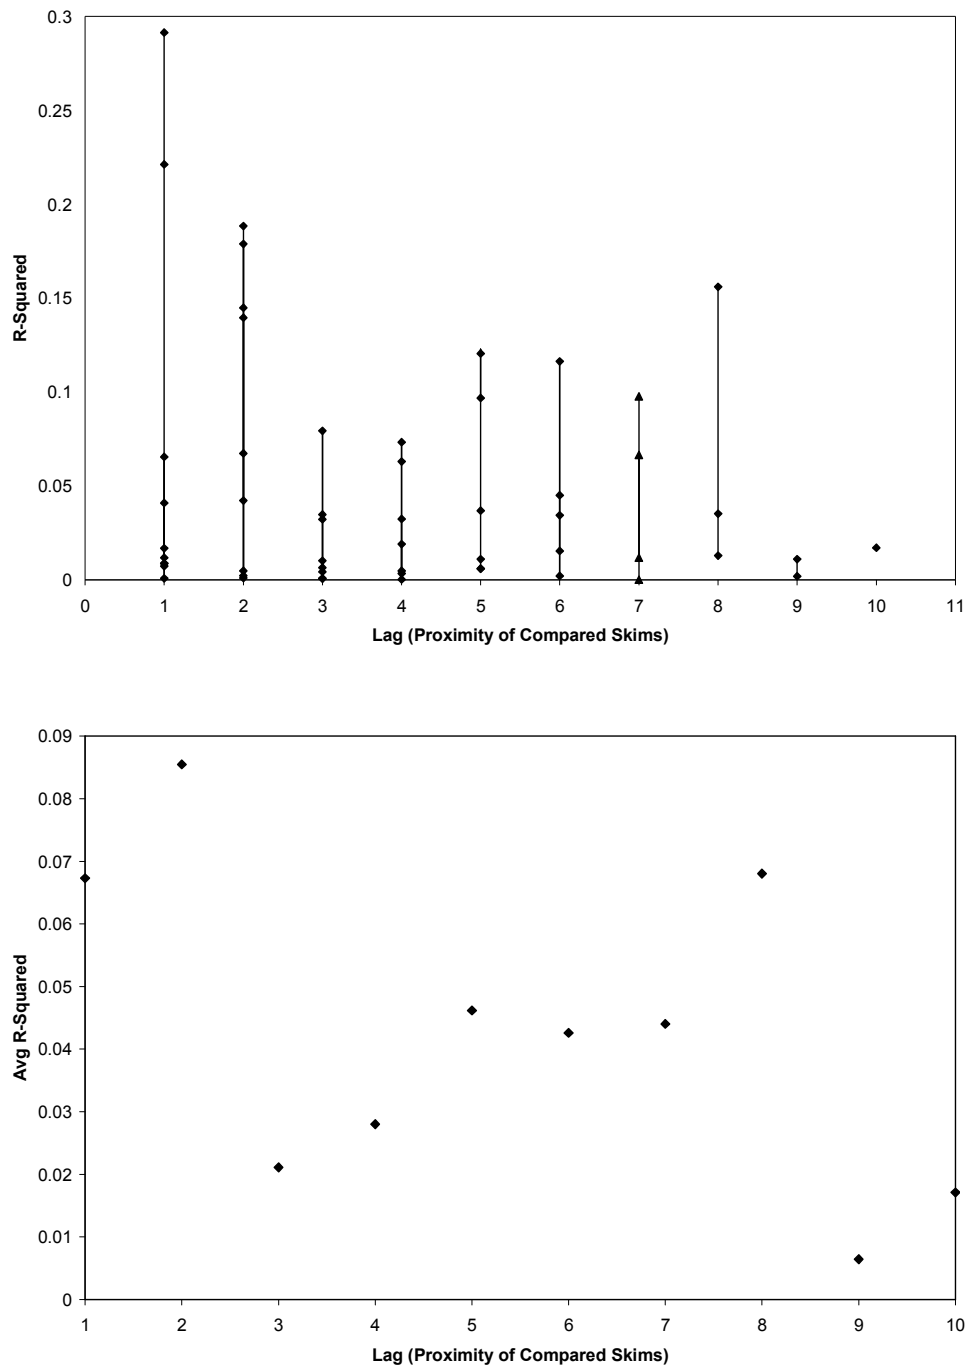 0.3
0.25
0.2
0.15
0.1
0.05
0
R-Squared
0 1 2 3 4 5 6 7 8 9 10 11
Lag (Proximity of Compared Skims)
0.09
0.08
0.07
0.06
0.05
0.04
0.03
0.02
0.01
0
Avg R-Squared
1 2 3 4 5 6 7 8 9 10
Lag (Proximity of Compared Skims)